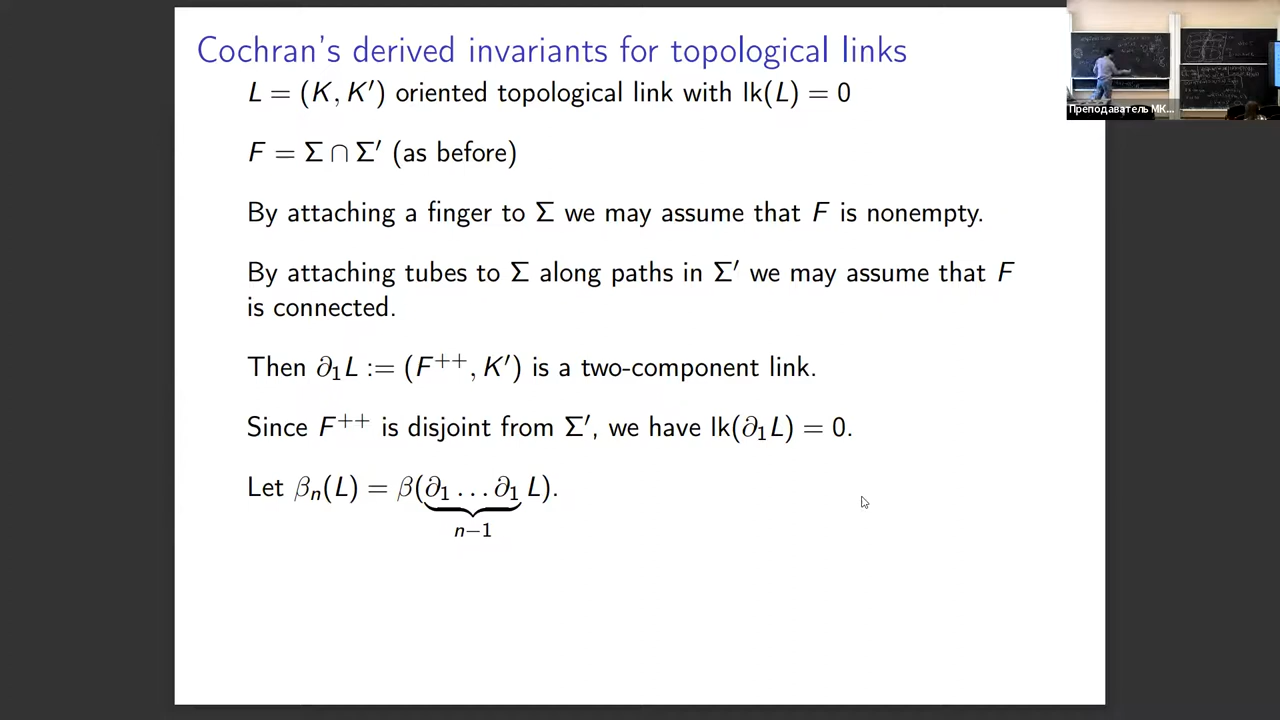 Cochran's derived invariants for topological links
L = (K, K′) oriented topological link with lk(L) = 0
F = Σ ∩ Σ′ (as before)
By attaching a finger to Σ we may assume that F is nonempty.
By attaching tubes to Σ along paths in Σ′ we may assume that F
is connected.
Then ∂₁L := (F⁺⁺, K′) is a two-component link.
Since F⁺⁺ is disjoint from Σ′, we have lk(∂₁L) = 0.
Let βₙ(L) = β(∂₁ … ∂₁ L).
n−1
Преподаватель МК...